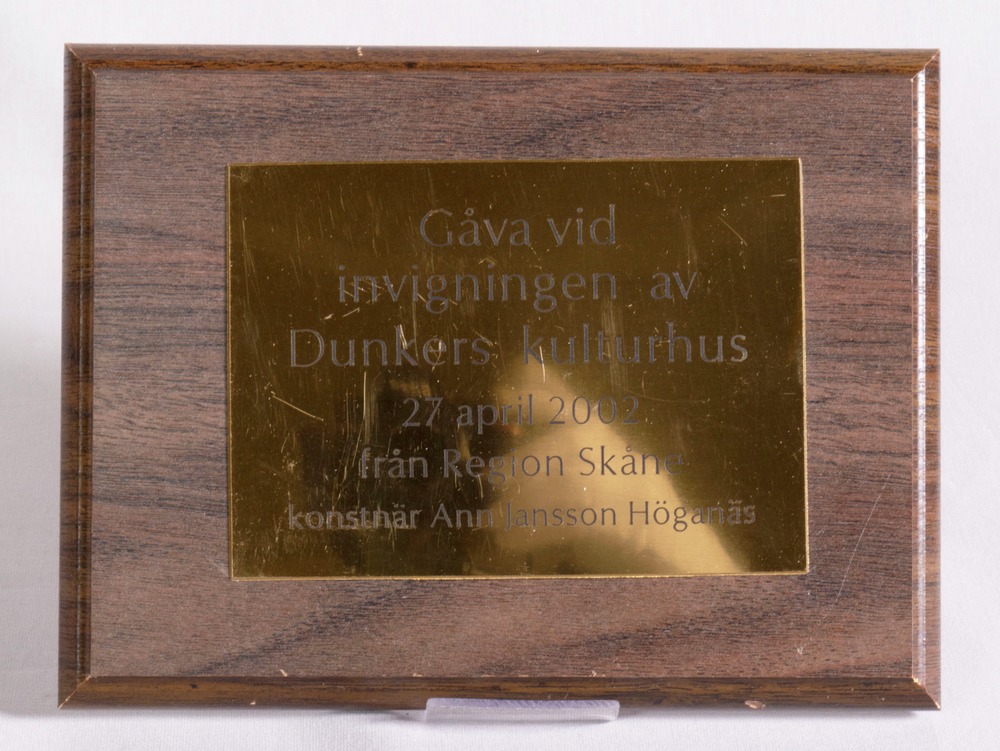 Gåva vid
invigningen av
Dunkers kulturhus
27 april 2002
från Region Skåne
konstnär Ann Jansson Höganäs